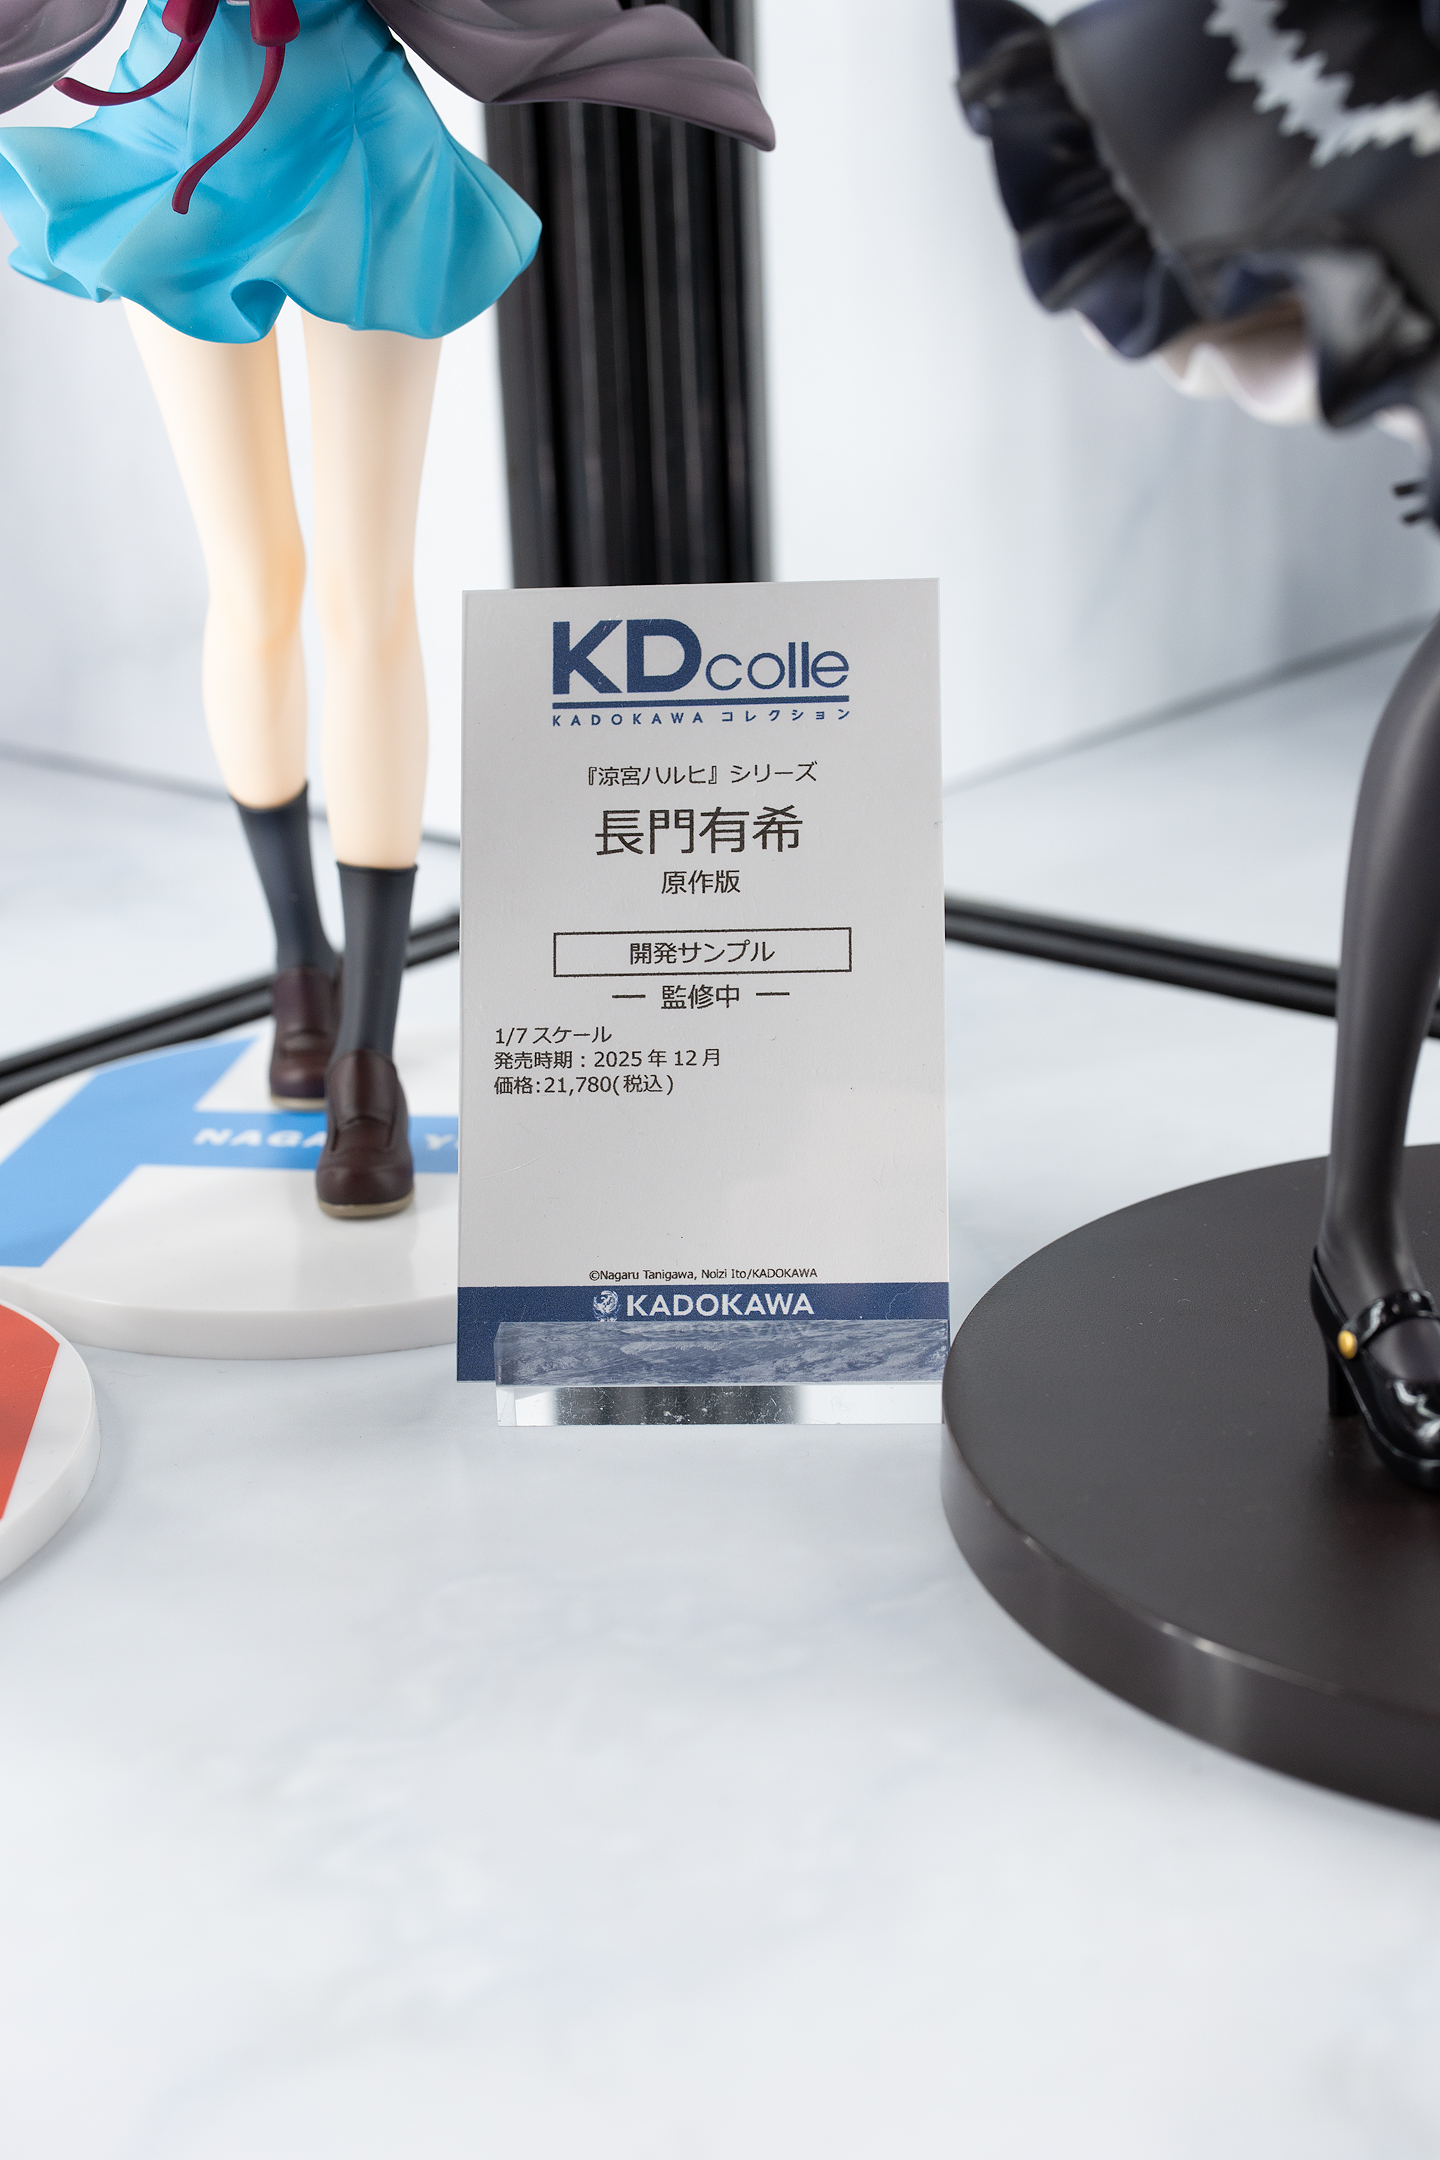 KDcolle
KADOKAWA コレクション
『涼宮ハルヒ』シリーズ
長門有希
原作版
開発サンプル
― 監修中 ―
1/7 スケール
発売時期：2025 年 12 月
価格:21,780(税込)
©Nagaru Tanigawa, Noizi Ito/KADOKAWA
KADOKAWA